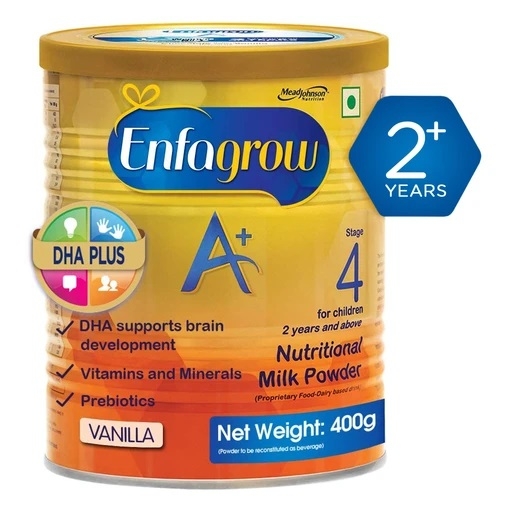 MeadJohnson
Nutrition
Enfagrow
2+
YEARS
A+
Stage
4
for children
2 years and above
DHA PLUS
DHA supports brain
development
Vitamins and Minerals
Prebiotics
Nutritional
Milk Powder
(Proprietary Food-Dairy based
VANILLA
Net Weight: 400g
(Powder to be reconstituted as beverage)